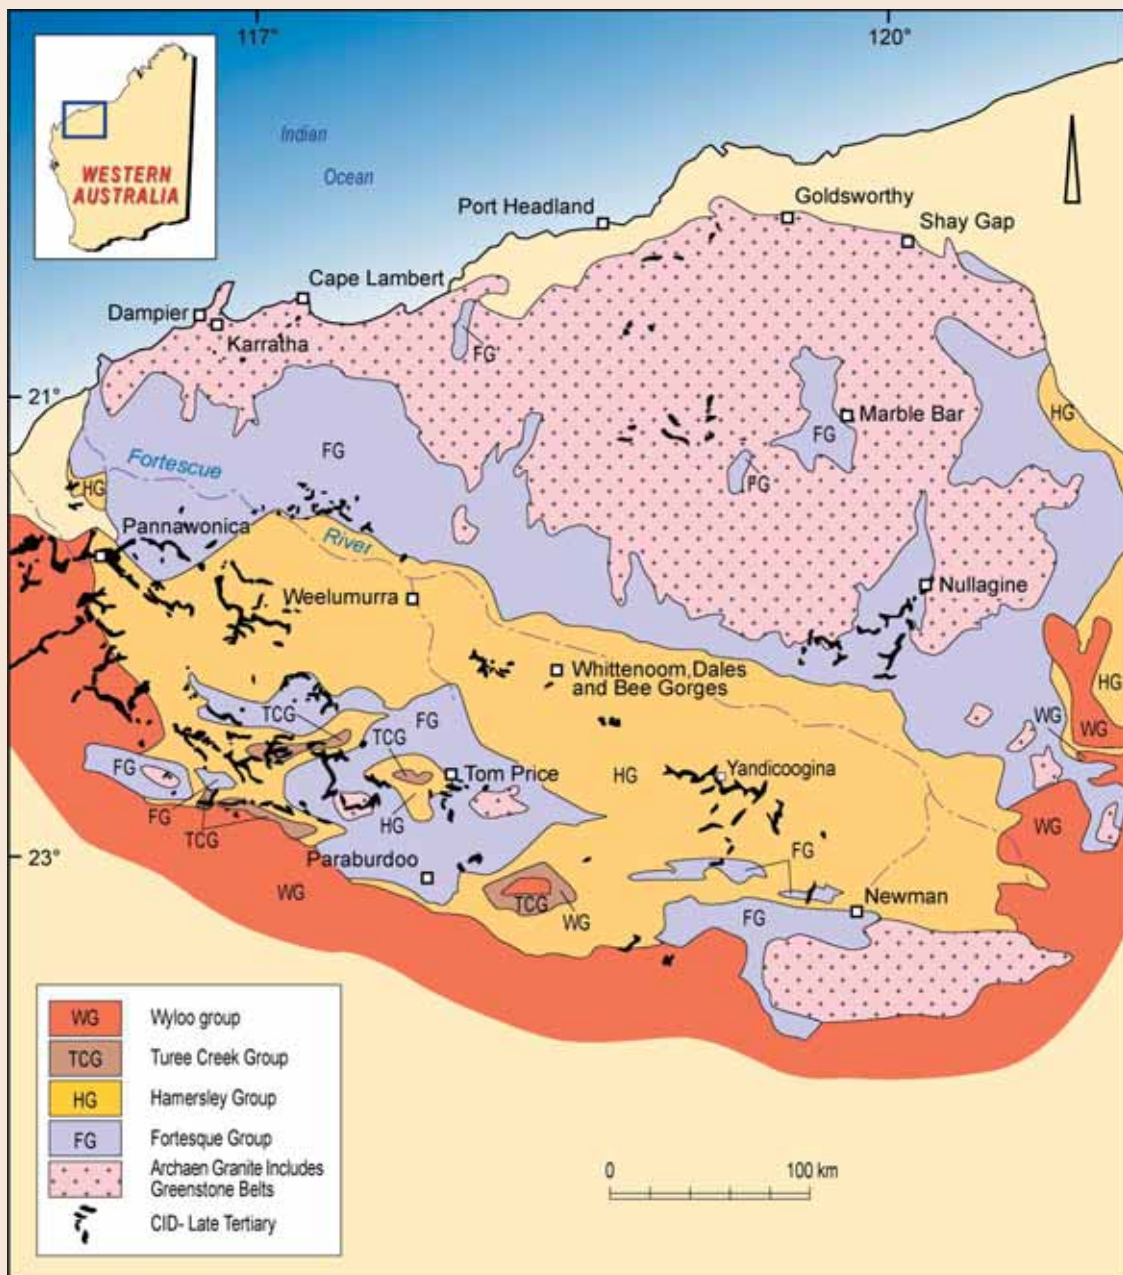 117°
120°
WESTERN
AUSTRALIA
Indian
Ocean
Port Headland
Goldsworthy
Shay Gap
Cape Lambert
Dampier
Karratha
FG
21°
Marble Bar
HG
FG
FG
FG
Fortescue
HG
Pannawonica
River
Nullagine
Weelumurra
Whittenoom,Dales
and Bee Gorges
HG
TCG
FG
WG
WG
TCG
FG
Tom Price
HG
Yandicoogina
FG
HG
TCG
WG
23°
Paraburdoo
FG
WG
TCG
WG
FG
Newman
WG Wyloo group
TCG Turee Creek Group
HG Hamersley Group
FG Fortesque Group
Archaen Granite Includes
Greenstone Belts
CID- Late Tertiary
0 100 km